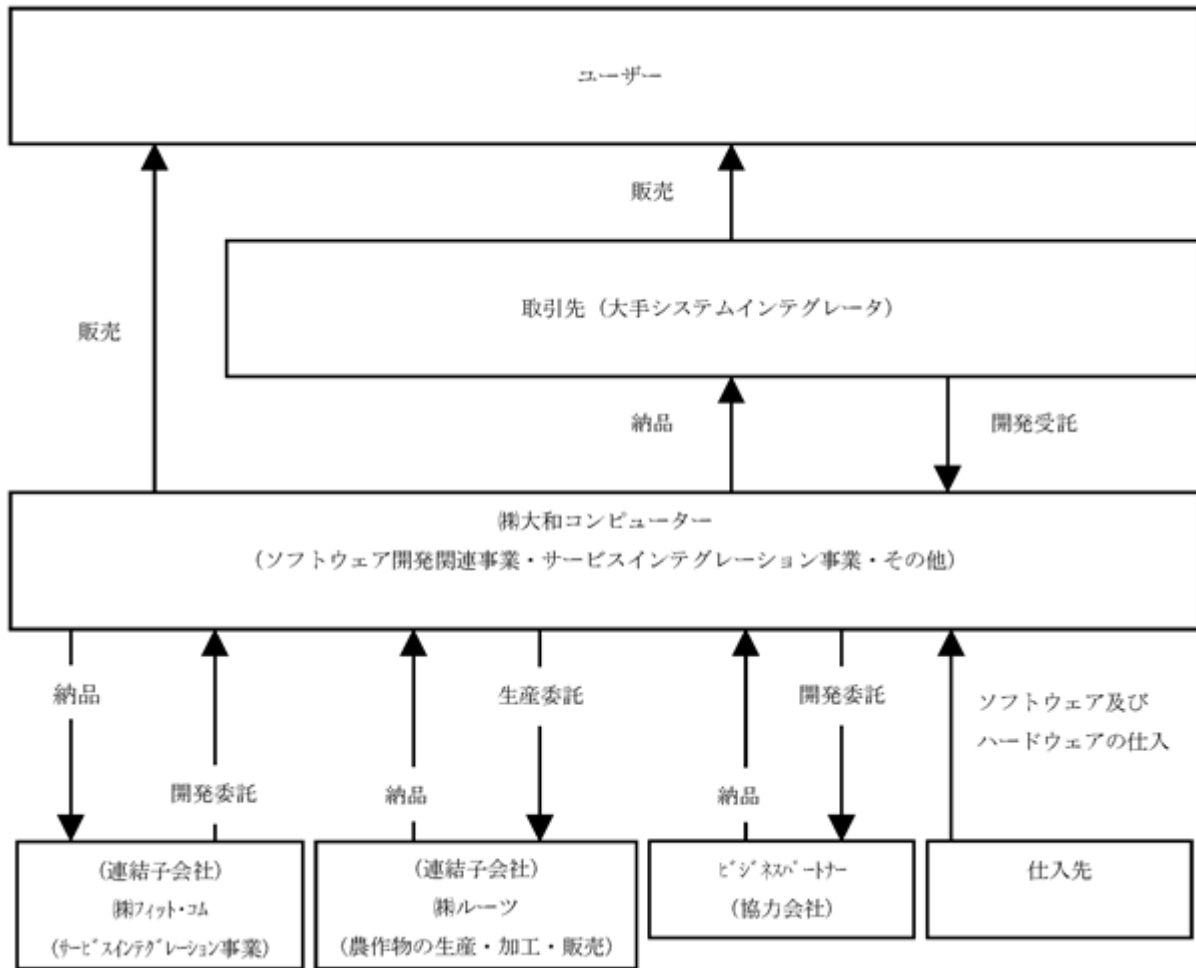 ユーザー
販売
取引先（大手システムインテグレータ）
販売
納品
開発受託
㈱大和コンピューター
（ソフトウェア開発関連事業・サービスインテグレーション事業・その他）
納品
生産委託
開発委託
ソフトウェア及び
ハードウェアの仕入
開発委託
納品
納品
（連結子会社）
㈱ﾌｨｯﾄ・ｺﾑ
（ｻｰﾋﾞｽｲﾝﾃｸﾞﾚｰｼｮﾝ事業）
（連結子会社）
㈱ルーツ
（農作物の生産・加工・販売）
ﾋﾞｼﾞﾈｽﾊﾟｰﾄﾅｰ
（協力会社）
仕入先